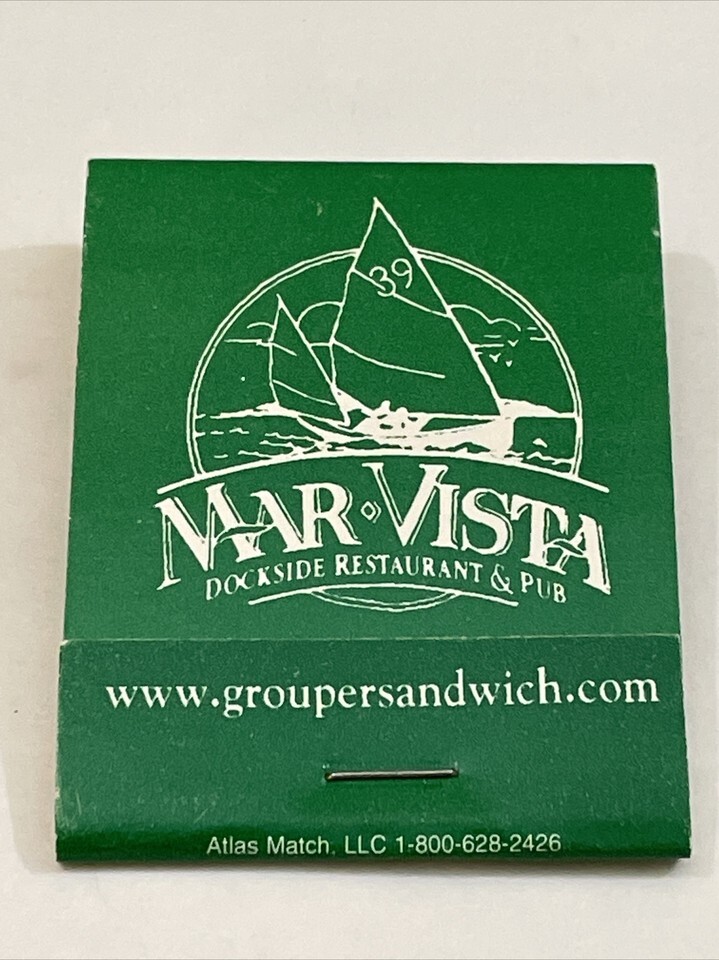 39
MAR VISTA
DOCKSIDE RESTAURANT & PUB
www.groupersandwich.com
Atlas Match, LLC 1-800-628-2426